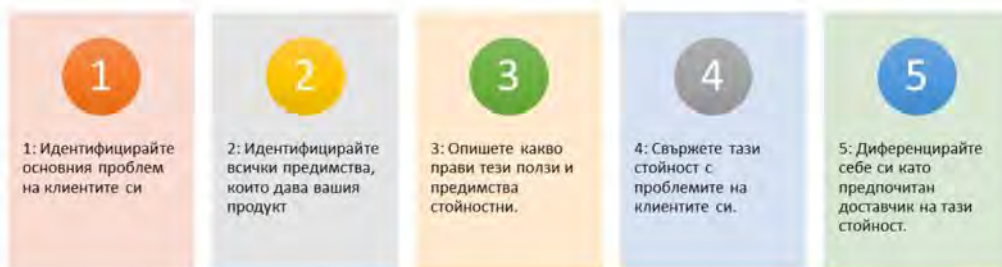 1
1: Идентифицирайте
основния проблем
на клиентите си
2
2: Идентифицирайте
всички предимства,
които дава вашия
продукт
3
3: Опишете какво
прави тези ползи и
предимства
стойностни.
4
4: Свържете тази
стойност с
проблемите на
клиентите си.
5
5: Диференцирайте
себе си като
предпочитан
доставчик на тази
стойност.